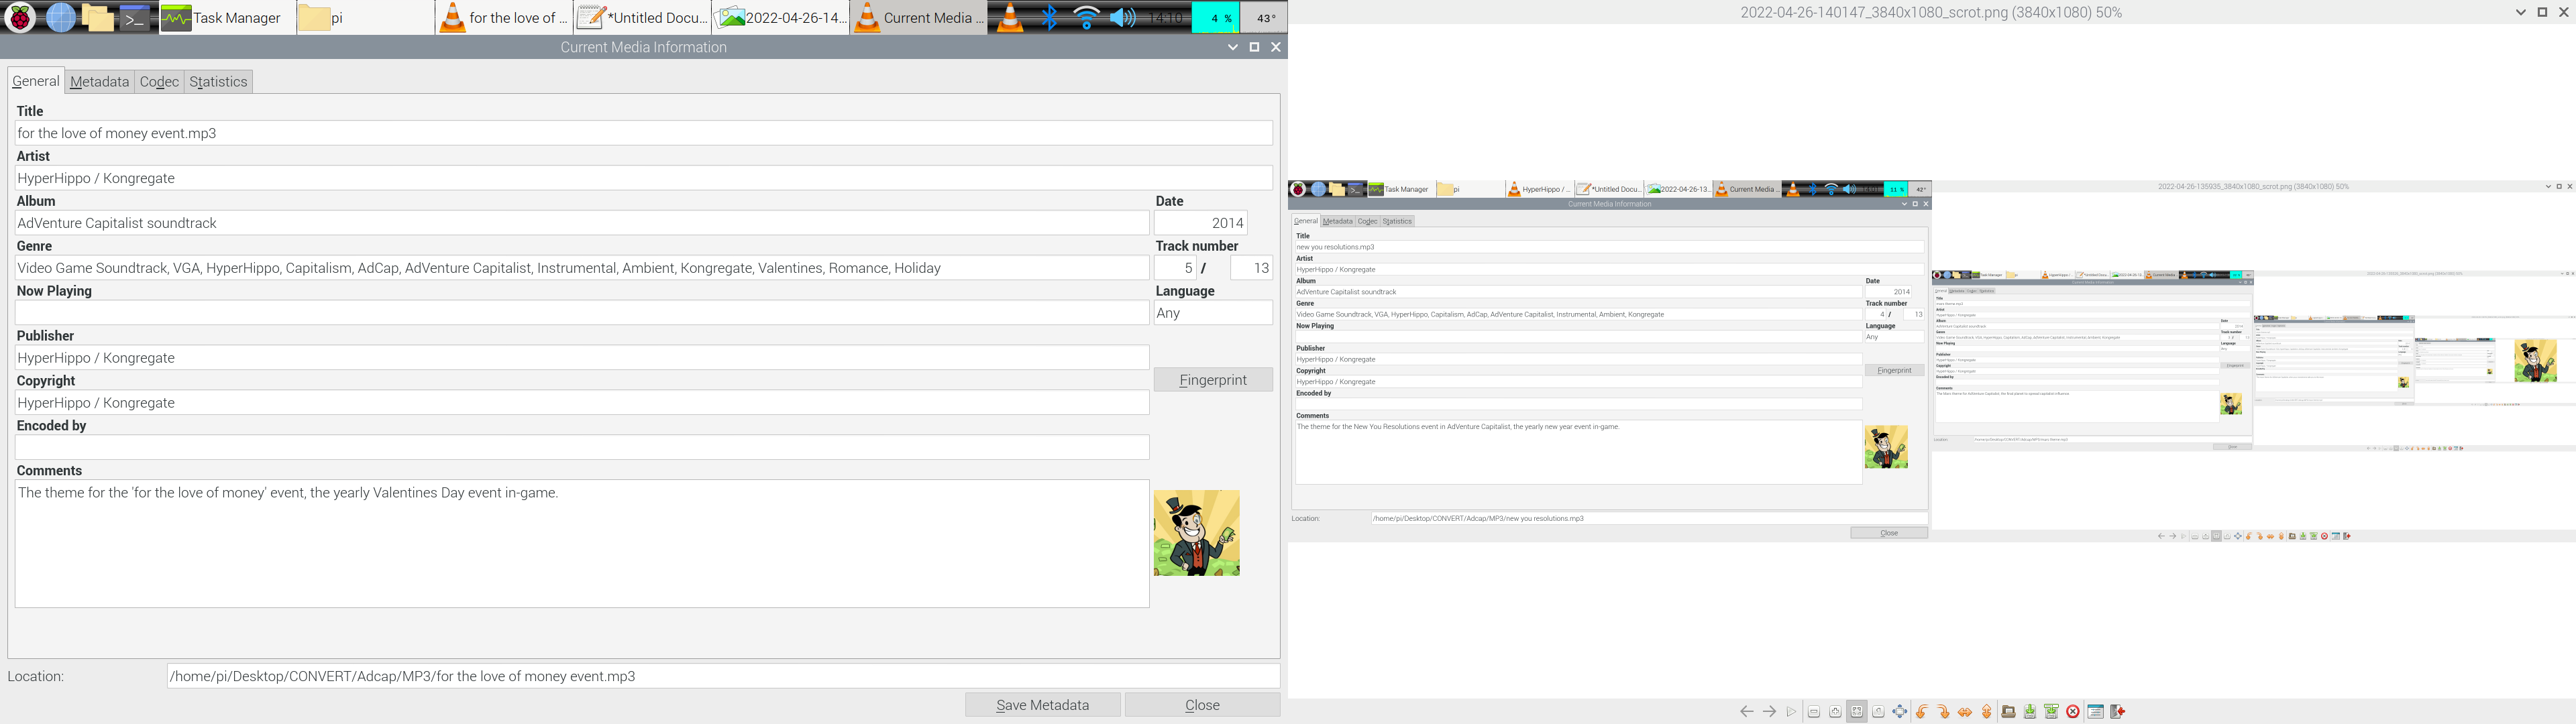 Task Manager
pi
for the love of ...
*Untitled Docu...
2022-04-26-14...
Current Media ...
14:10
4 %
43°
Current Media Information
General Metadata Codec Statistics
Title
for the love of money event.mp3
Artist
HyperHippo / Kongregate
Album Date
AdVenture Capitalist soundtrack 2014
Genre Track number
Video Game Soundtrack, VGA, HyperHippo, Capitalism, AdCap, AdVenture Capitalist, Instrumental, Ambient, Kongregate, Valentines, Romance, Holiday 5 / 13
Now Playing Language
Any
Publisher
HyperHippo / Kongregate
Fingerprint
Copyright
HyperHippo / Kongregate
Encoded by
Comments
The theme for the 'for the love of money' event, the yearly Valentines Day event in-game.
Location: /home/pi/Desktop/CONVERT/Adcap/MP3/for the love of money event.mp3
Save Metadata Close
2022-04-26-140147_3840x1080_scrot.png (3840x1080) 50%
Task Manager
pi
HyperHippo / ...
*Untitled Docu...
2022-04-26-13...
Current Media ...
11 %
42°
Current Media Information
General Metadata Codec Statistics
Title
new you resolutions.mp3
Artist
HyperHippo / Kongregate
Album Date
AdVenture Capitalist soundtrack 2014
Genre Track number
Video Game Soundtrack, VGA, HyperHippo, Capitalism, AdCap, AdVenture Capitalist, Instrumental, Ambient, Kongregate 4 / 13
Now Playing Language
Any
Publisher
HyperHippo / Kongregate
Fingerprint
Copyright
HyperHippo / Kongregate
Encoded by
Comments
The theme for the New You Resolutions event in AdVenture Capitalist, the yearly new year event in-game.
Location: /home/pi/Desktop/CONVERT/Adcap/MP3/new you resolutions.mp3
Close
2022-04-26-135935_3840x1080_scrot.png (3840x1080) 50%